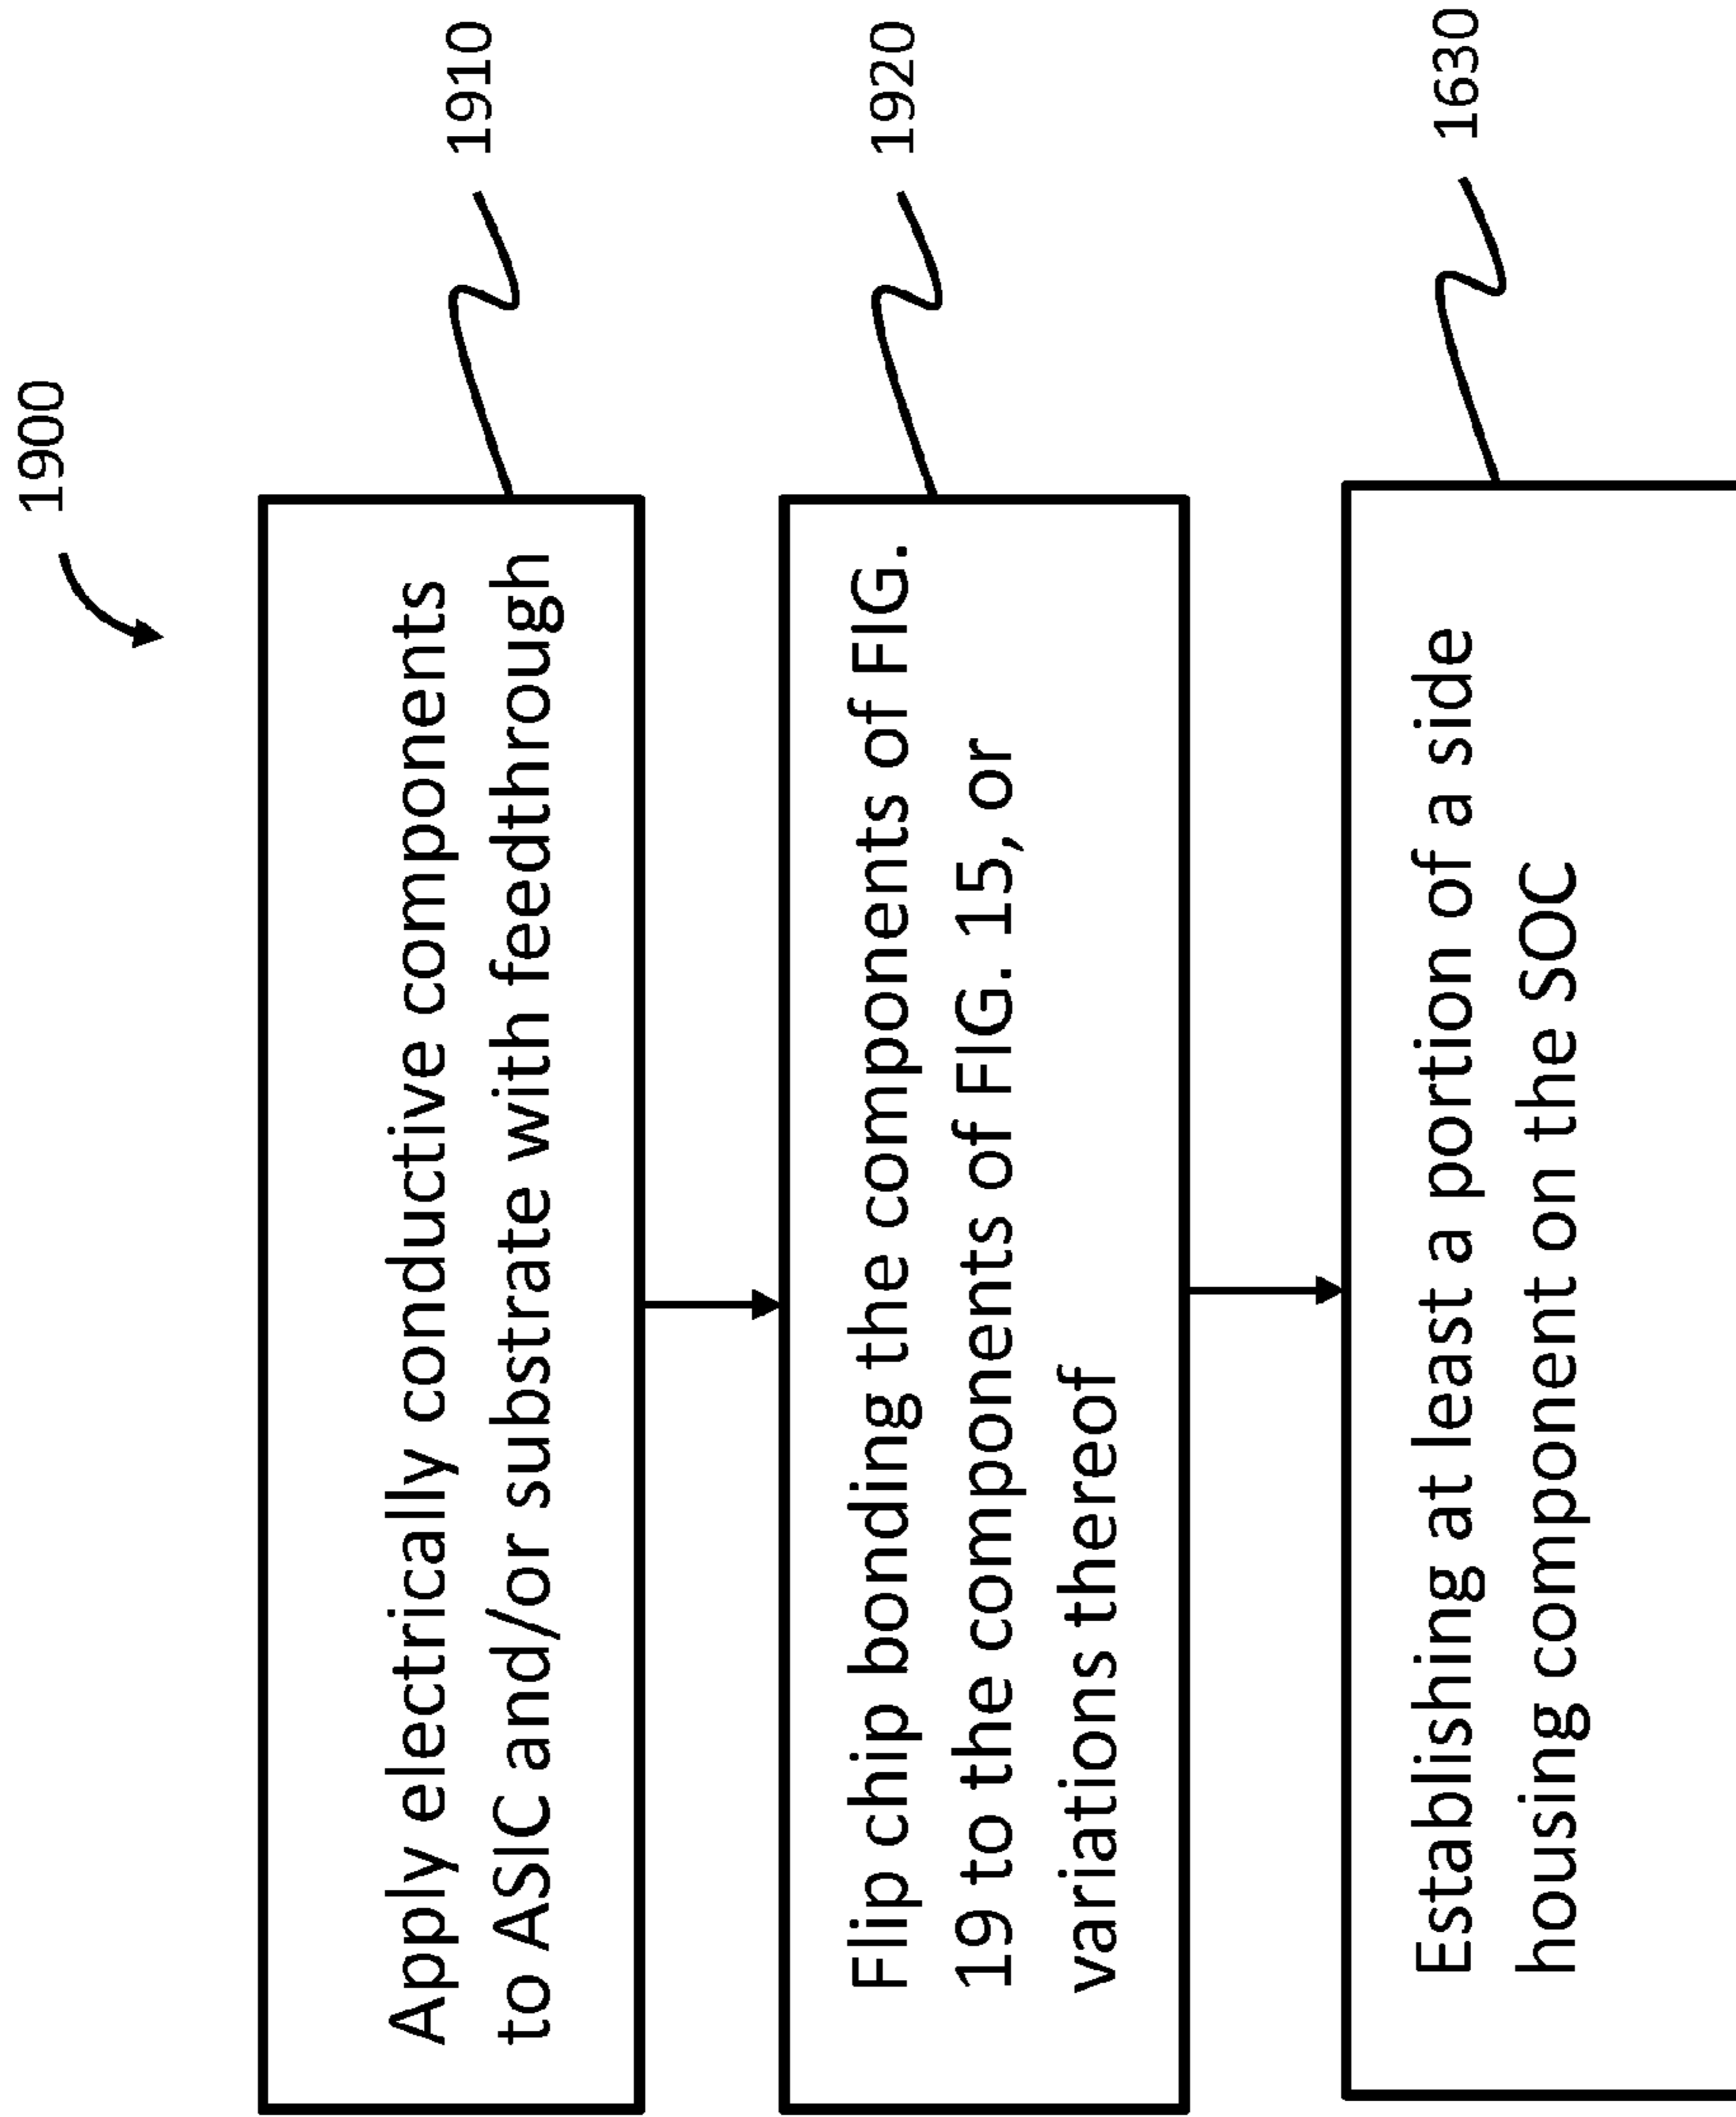 1900
Apply electrically conductive components
to ASIC and/or substrate with feedthrough
1910
Flip chip bonding the components of FIG.
19 to the components of FIG. 15, or
variations thereof
1920
Establishing at least a portion of a side
housing component on the SOC
1630